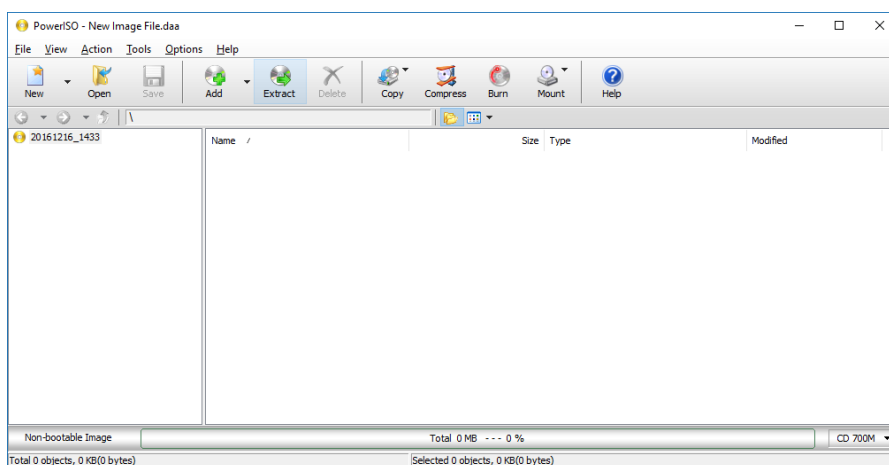 PowerISO - New Image File.daa
File View Action Tools Options Help
New Open Save Add Extract Delete Copy Compress Burn Mount Help
\
20161216_1433
Name / Size Type Modified
Non-bootable Image Total 0 MB --- 0 % CD 700M
Total 0 objects, 0 KB(0 bytes) Selected 0 objects, 0 KB(0 bytes)